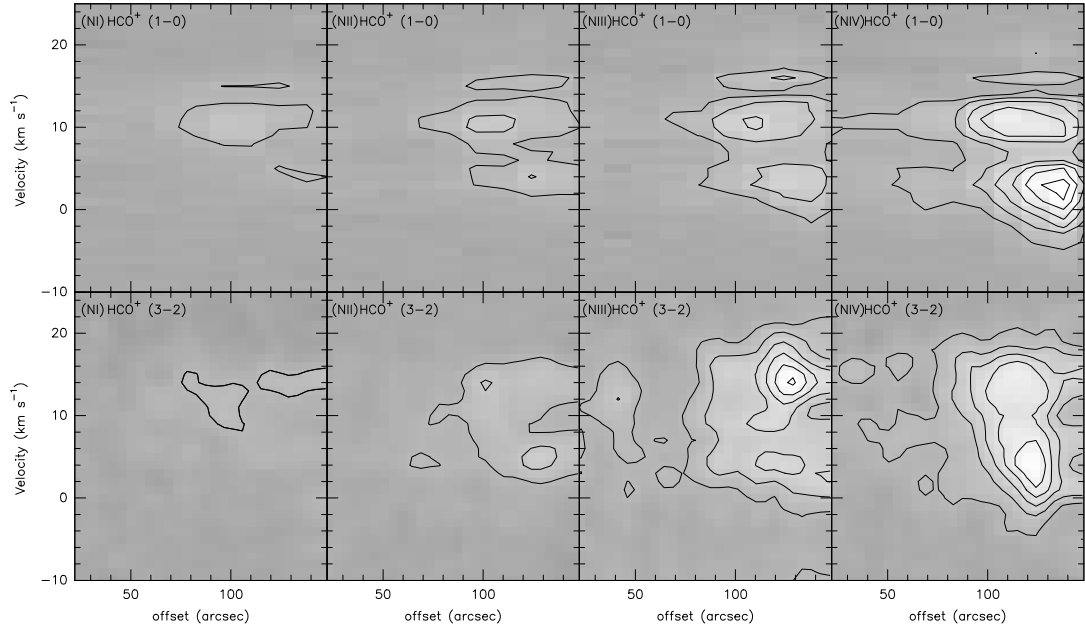 (NI)HCO⁺ (1−0) (NII)HCO⁺ (1−0) (NIII)HCO⁺ (1−0) (NIV)HCO⁺ (1−0)
20
10
0
−10
Velocity (km s⁻¹)
(NI)HCO⁺ (3−2) (NII)HCO⁺ (3−2) (NIII)HCO⁺ (3−2) (NIV)HCO⁺ (3−2)
20
10
0
−10
Velocity (km s⁻¹)
50 100 50 100 50 100 50 100
offset (arcsec) offset (arcsec) offset (arcsec) offset (arcsec)